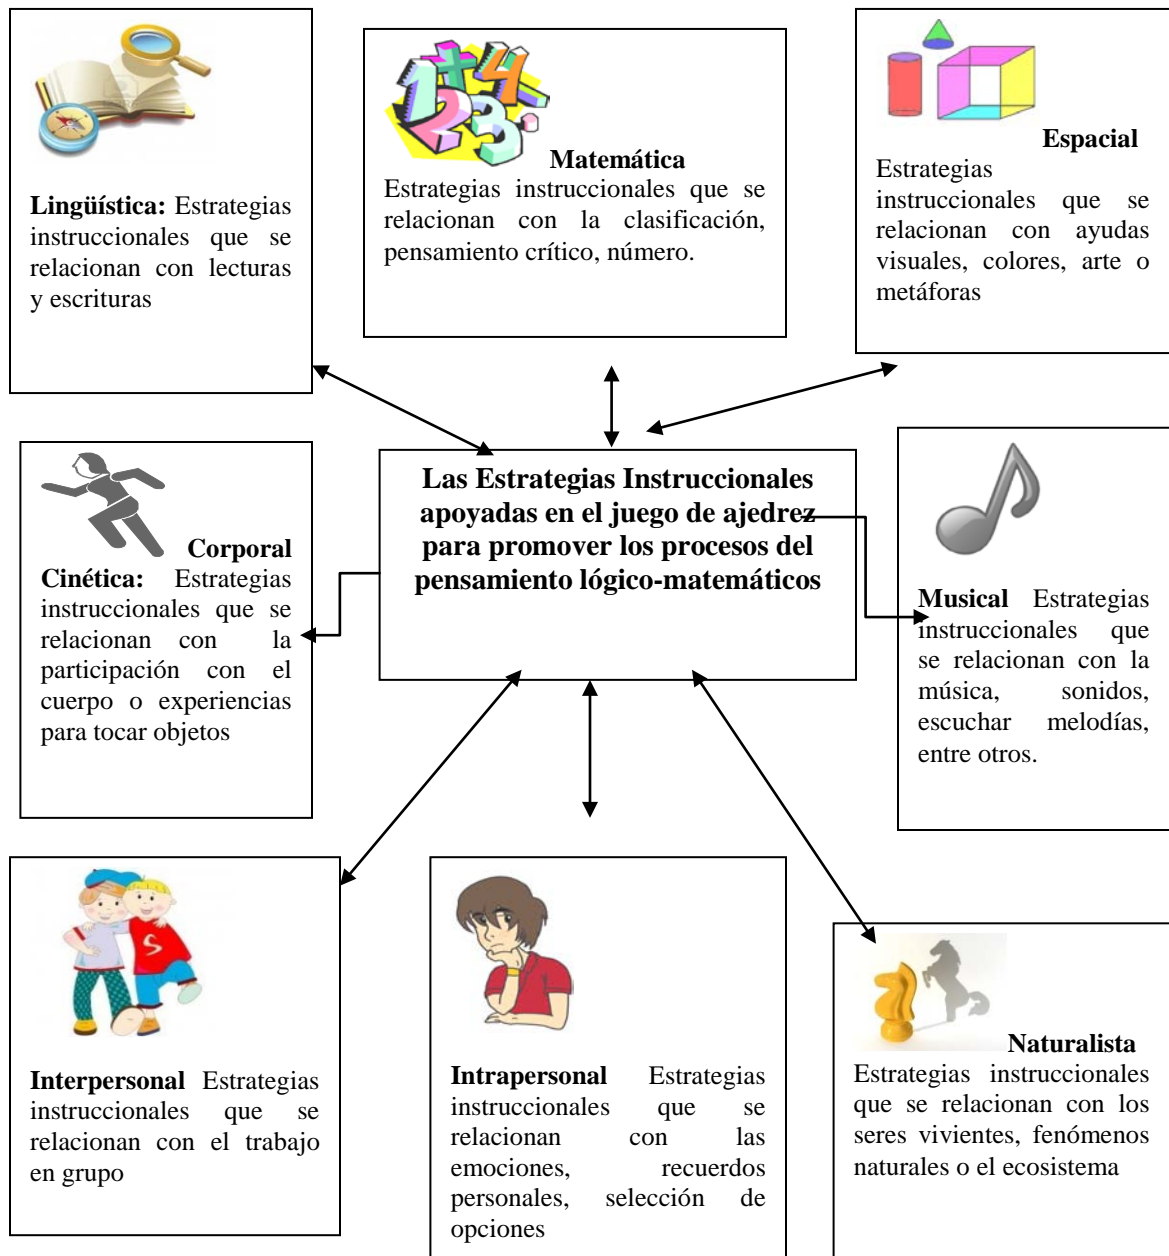 Lingüística: Estrategias
instruccionales que se
relacionan con lecturas
y escrituras
Matemática
Estrategias instruccionales que se
relacionan con la clasificación,
pensamiento crítico, número.
Espacial
Estrategias
instruccionales que se
relacionan con ayudas
visuales, colores, arte o
metáforas
Las Estrategias Instruccionales
apoyadas en el juego de ajedrez
para promover los procesos del
pensamiento lógico-matemáticos
Corporal
Cinética: Estrategias
instruccionales que se
relacionan con la
participación con el
cuerpo o experiencias
para tocar objetos
Musical Estrategias
instruccionales que
se relacionan con la
música, sonidos,
escuchar melodías,
entre otros.
Interpersonal Estrategias
instruccionales que se
relacionan con el trabajo
en grupo
Intrapersonal Estrategias
instruccionales que se
relacionan con las
emociones, recuerdos
personales, selección de
opciones
Naturalista
Estrategias instruccionales
que se relacionan con los
seres vivientes, fenómenos
naturales o el ecosistema